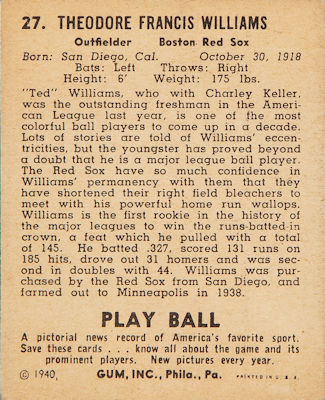 27. THEODORE FRANCIS WILLIAMS
Outfielder Boston Red Sox
Born: San Diego, Cal. October 30, 1918
Bats: Left Throws: Right
Height: 6' Weight: 175 lbs.
"Ted" Williams, who with Charley Keller,
was the outstanding freshman in the Ameri-
can League last year, is one of the most
colorful ball players to come up in a decade.
Lots of stories are told of Williams' eccen-
tricities, but the youngster has proved beyond
a doubt that he is a major league ball player.
The Red Sox have so much confidence in
Williams' permanency with them that they
have shortened their right field bleachers to
meet with his powerful home run wallops.
Williams is the first rookie in the history of
the major leagues to win the runs-batted-in
crown, a feat which he pulled with a total
of 145. He batted .327, scored 131 runs on
185 hits, drove out 31 homers and was sec-
ond in doubles with 44. Williams was pur-
chased by the Red Sox from San Diego, and
farmed out to Minneapolis in 1938.
PLAY BALL
A pictorial news record of America's favorite sport.
Save these cards . . . know all about the game and its
prominent players. New pictures every year.
© 1940, GUM, INC., Phila., Pa. PRINTED IN U.S.A.